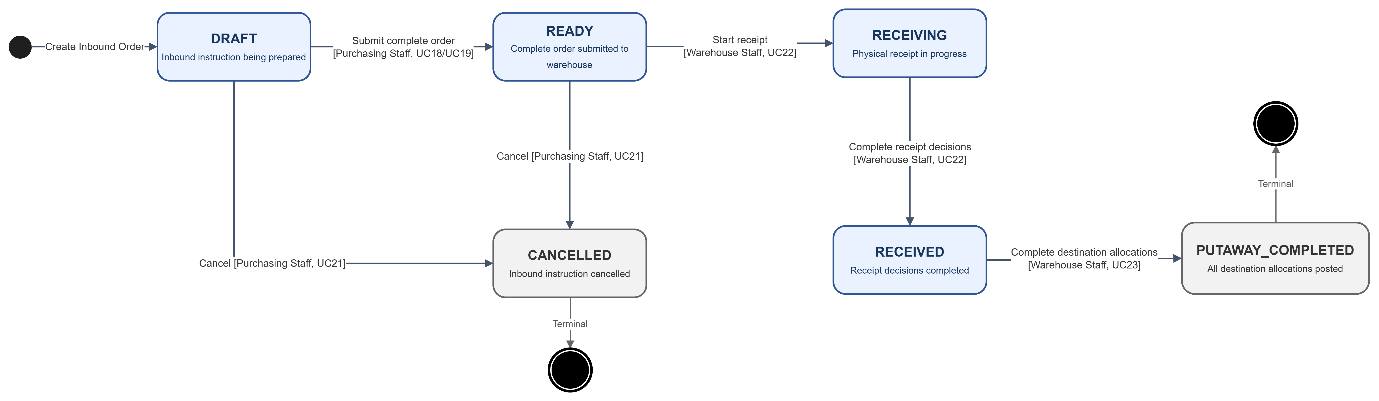 Create Inbound Order
DRAFT
Inbound instruction being prepared
Submit complete order
[Purchasing Staff, UC18/UC19]
READY
Complete order submitted to
warehouse
Start receipt
[Warehouse Staff, UC22]
RECEIVING
Physical receipt in progress
Cancel [Purchasing Staff, UC21]
Complete receipt decisions
[Warehouse Staff, UC22]
Terminal
Cancel [Purchasing Staff, UC21]
CANCELLED
Inbound instruction cancelled
RECEIVED
Receipt decisions completed
Complete destination allocations
[Warehouse Staff, UC23]
PUTAWAY_COMPLETED
All destination allocations posted
Terminal